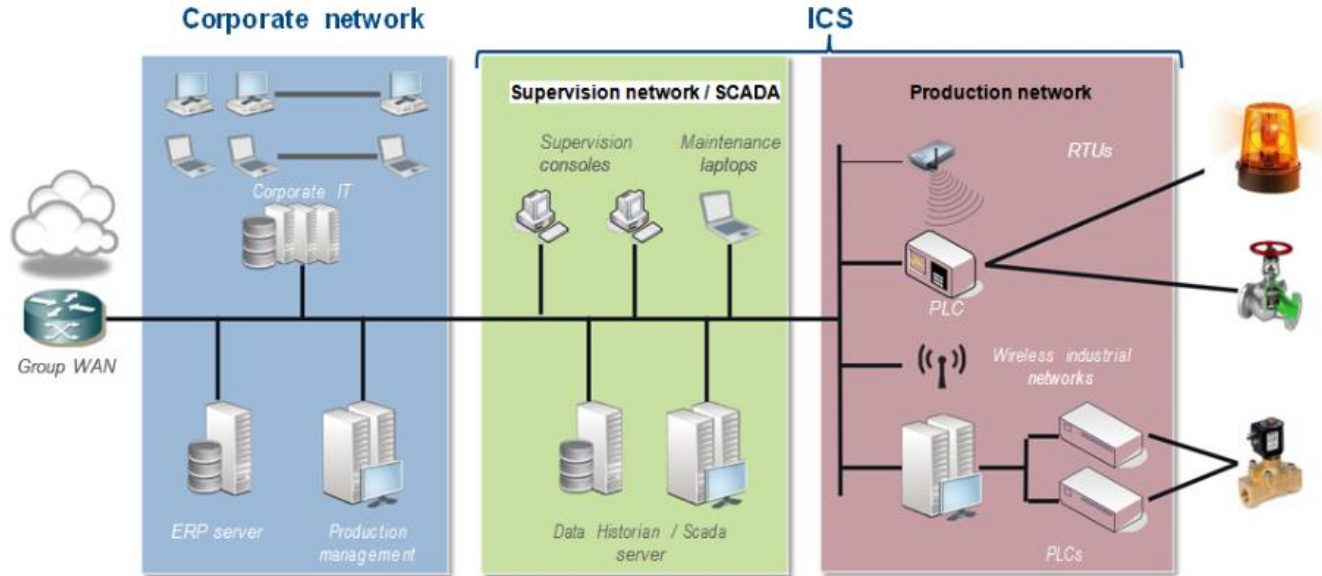 Corporate network
ICS
Supervision network / SCADA
Production network
Supervision
consoles
Maintenance
laptops
RTUs
Corporate IT
PLC
Group WAN
Wireless industrial
networks
ERP server
Production
management
Data Historian / Scada
server
PLCs